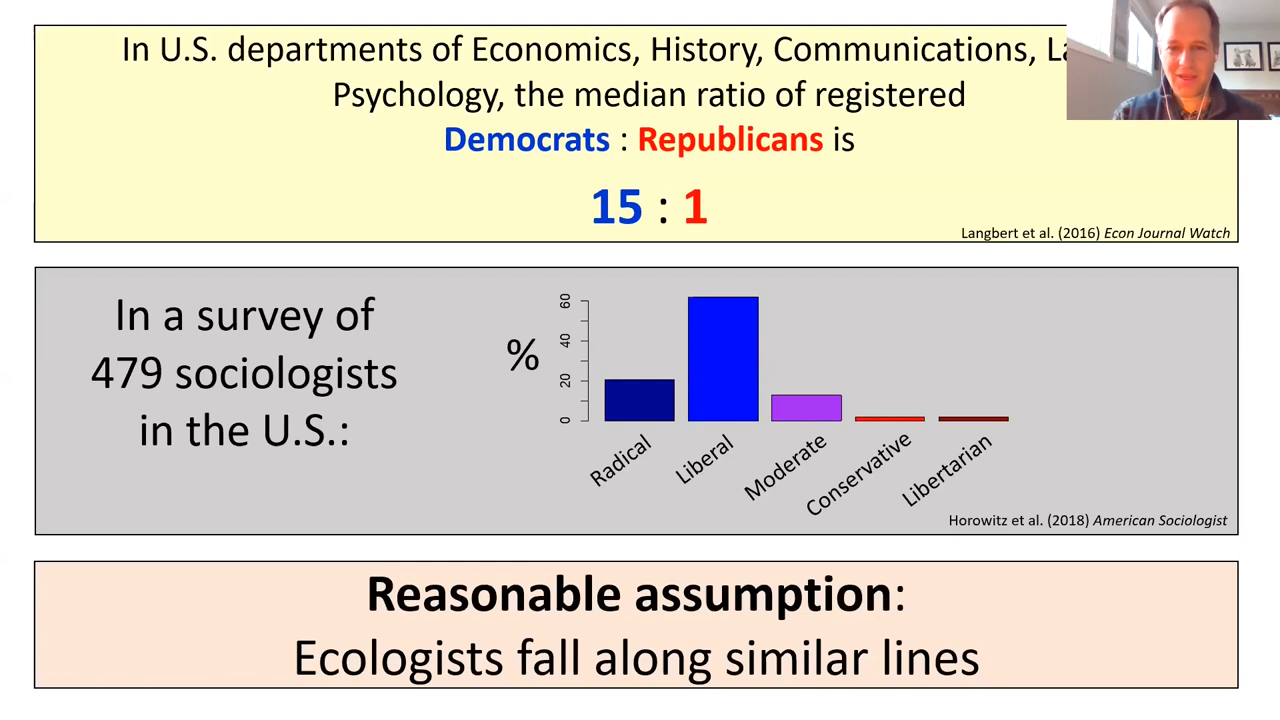 In U.S. departments of Economics, History, Communications,
Psychology, the median ratio of registered
Democrats : Republicans is
15 : 1
Langbert et al. (2016) Econ Journal Watch
In a survey of
479 sociologists
in the U.S.:
%
60
40
20
0
Radical
Liberal
Moderate
Conservative
Libertarian
Horowitz et al. (2018) American Sociologist
Reasonable assumption:
Ecologists fall along similar lines